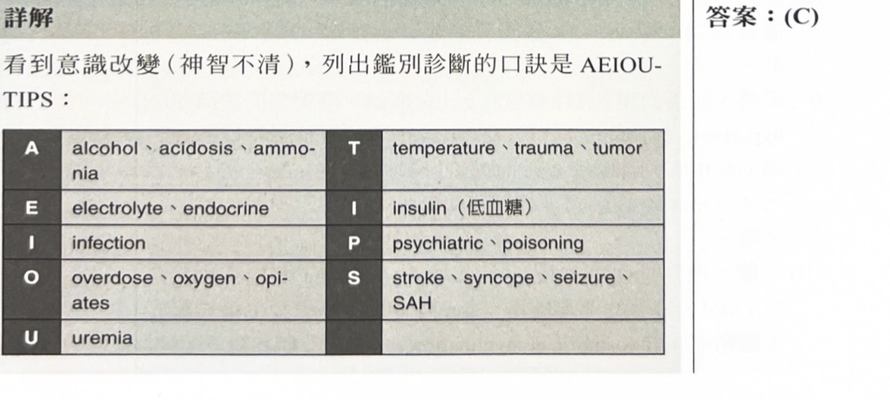 詳解
答案：(C)
看到意識改變（神智不清），列出鑑別診斷的口訣是 AEIOU-
TIPS：
A alcohol、acidosis、ammo-
nia
T temperature、trauma、tumor
E electrolyte、endocrine
I insulin（低血糖）
I infection
P psychiatric、poisoning
O overdose、oxygen、opi-
ates
S stroke、syncope、seizure、
SAH
U uremia